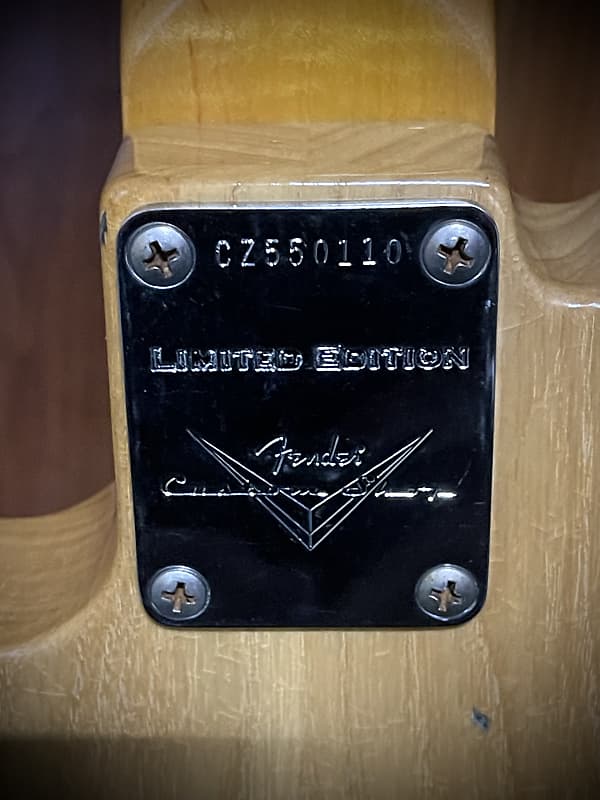 CZ550110
LIMITED EDITION
Fender
Custom Shop